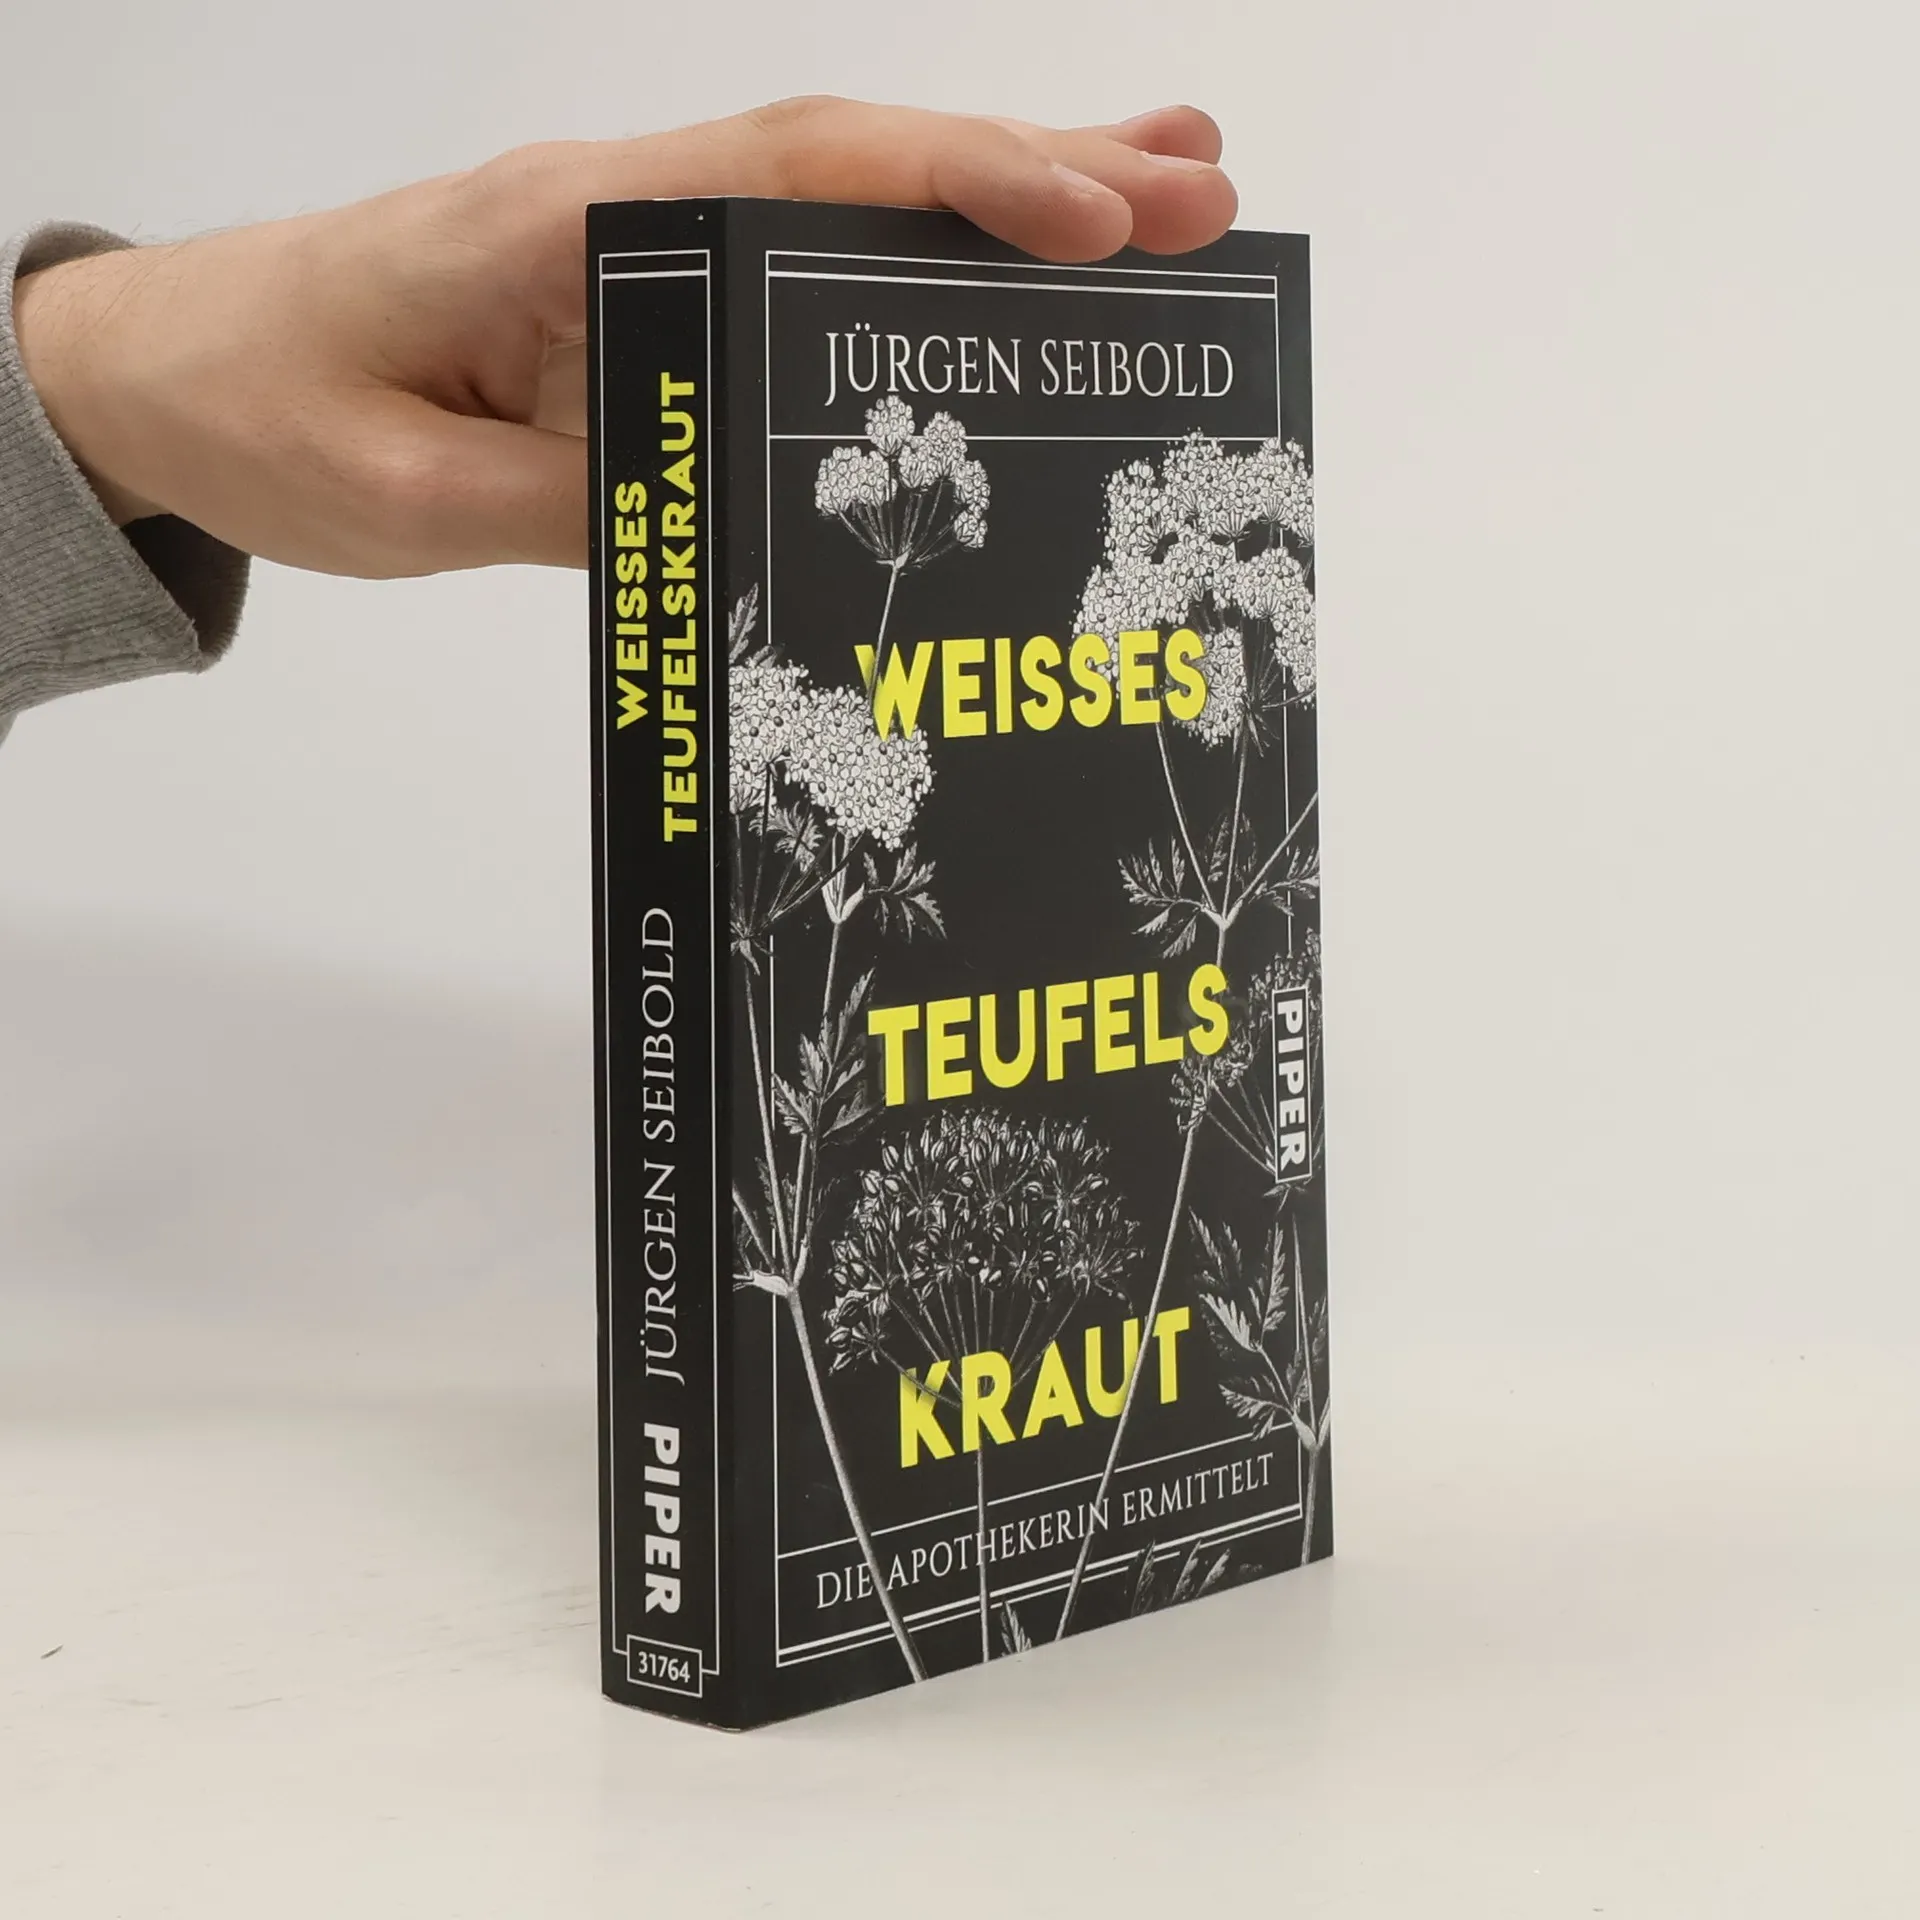 WEISSES
TEUFELSKRAUT
JÜRGEN SEIBOLD
PIPER
31764
JÜRGEN SEIBOLD
WEISSES
TEUFELS
KRAUT
PIPER
DIE APOTHEKERIN ERMITTELT